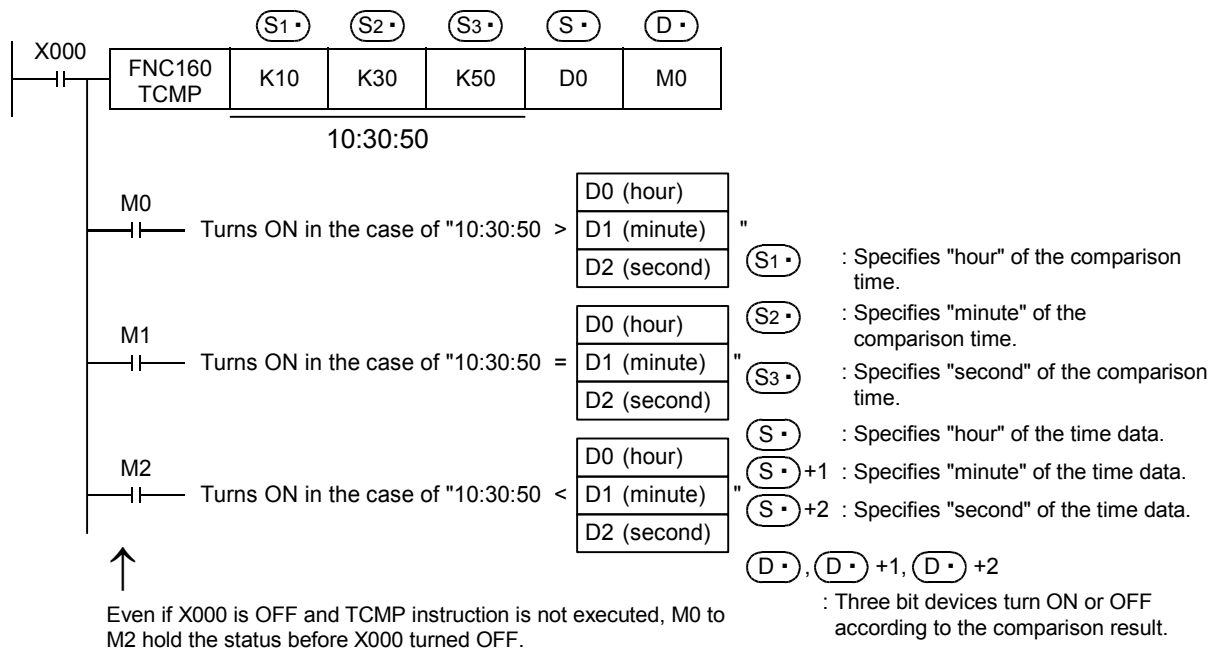 S1・ S2・ S3・ S・ D・
X000
FNC160
TCMP
K10 K30 K50 D0 M0
10:30:50
M0
Turns ON in the case of "10:30:50 >
D0 (hour)
D1 (minute)
D2 (second)
"
M1
Turns ON in the case of "10:30:50 =
D0 (hour)
D1 (minute)
D2 (second)
"
M2
Turns ON in the case of "10:30:50 <
D0 (hour)
D1 (minute)
D2 (second)
"
Even if X000 is OFF and TCMP instruction is not executed, M0 to
M2 hold the status before X000 turned OFF.
S1・ : Specifies "hour" of the comparison
time.
S2・ : Specifies "minute" of the
comparison time.
S3・ : Specifies "second" of the comparison
time.
S・ : Specifies "hour" of the time data.
S・+1 : Specifies "minute" of the time data.
S・+2 : Specifies "second" of the time data.
D・, D・+1, D・+2
: Three bit devices turn ON or OFF
according to the comparison result.